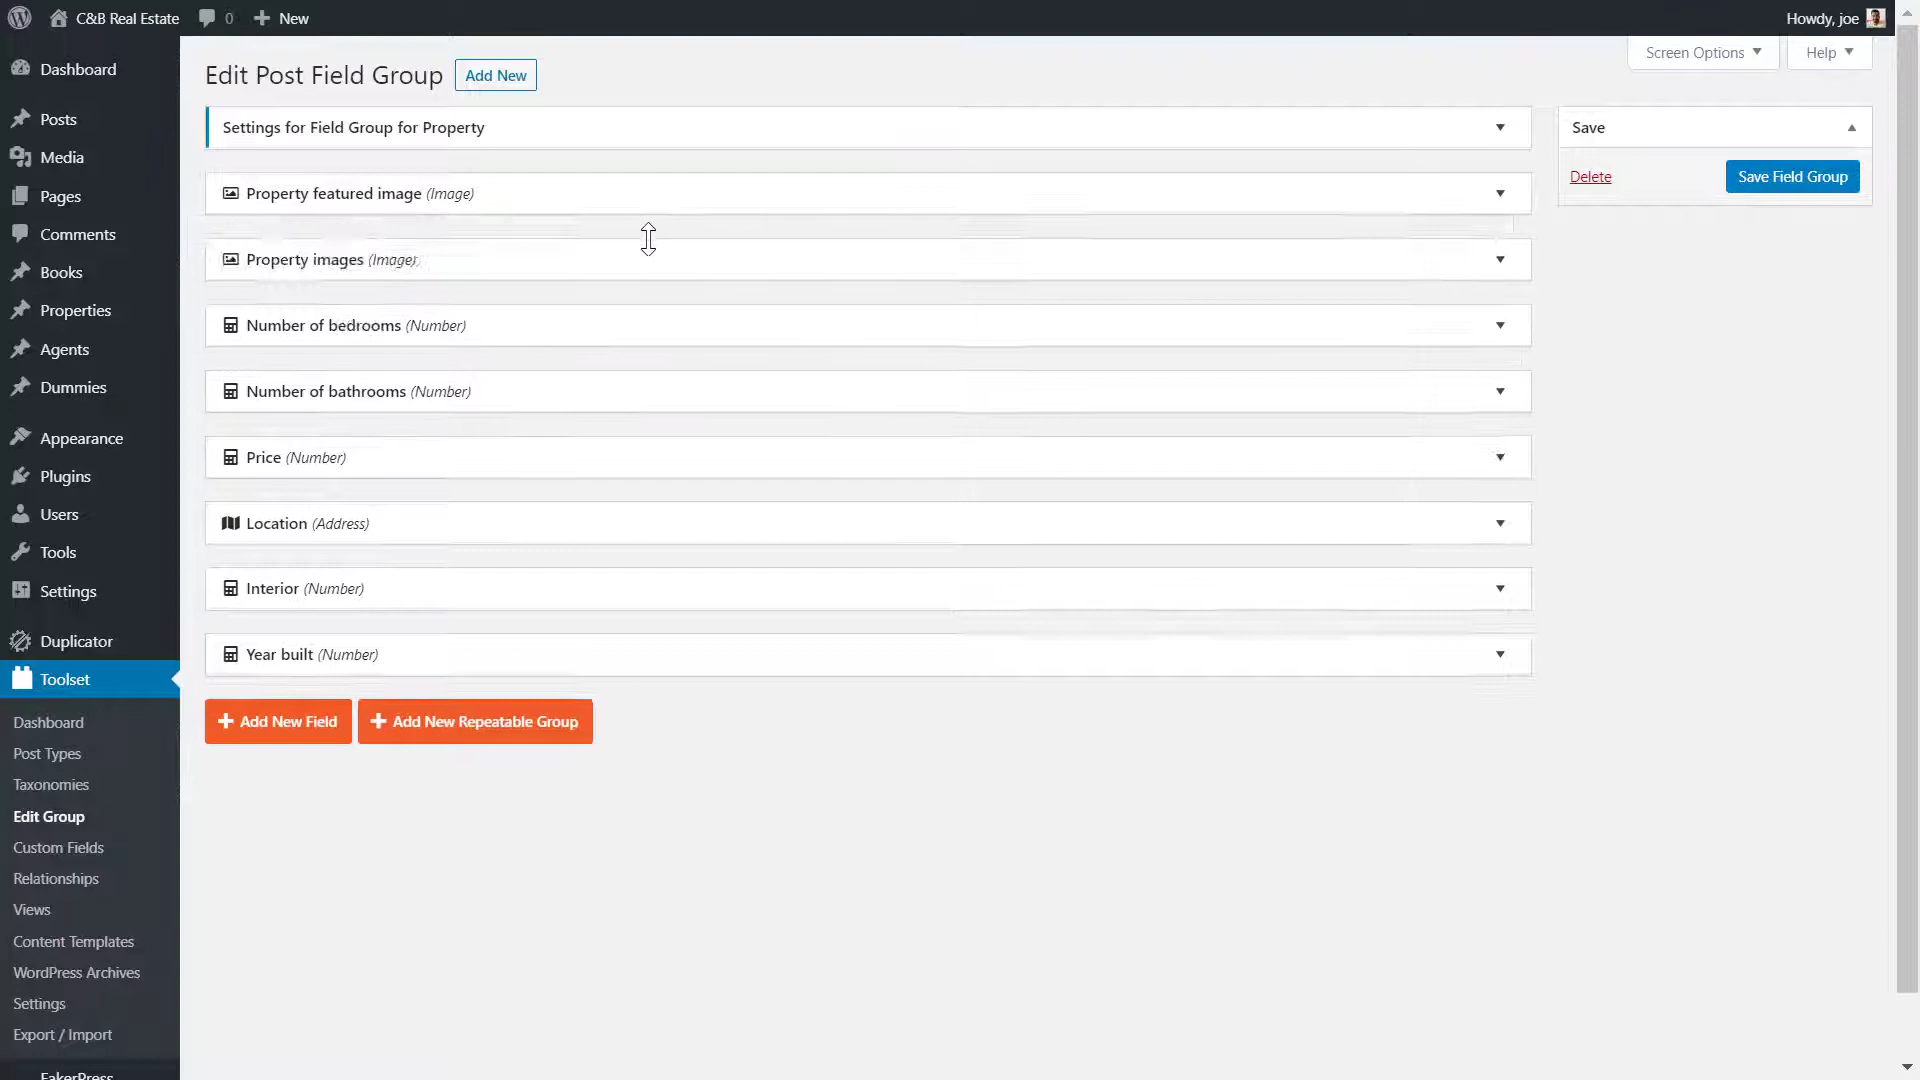 C&B Real Estate
0
New
Howdy, joe
Dashboard
Posts
Media
Pages
Comments
Books
Properties
Agents
Dummies
Appearance
Plugins
Users
Tools
Settings
Duplicator
Toolset
Dashboard
Post Types
Taxonomies
Edit Group
Custom Fields
Relationships
Views
Content Templates
WordPress Archives
Settings
Export / Import
FakerPress
Screen Options
Help
Edit Post Field Group
Add New
Settings for Field Group for Property
Property featured image (Image)
Property images (Image)
Number of bedrooms (Number)
Number of bathrooms (Number)
Price (Number)
Location (Address)
Interior (Number)
Year built (Number)
Add New Field
Add New Repeatable Group
Save
Delete
Save Field Group